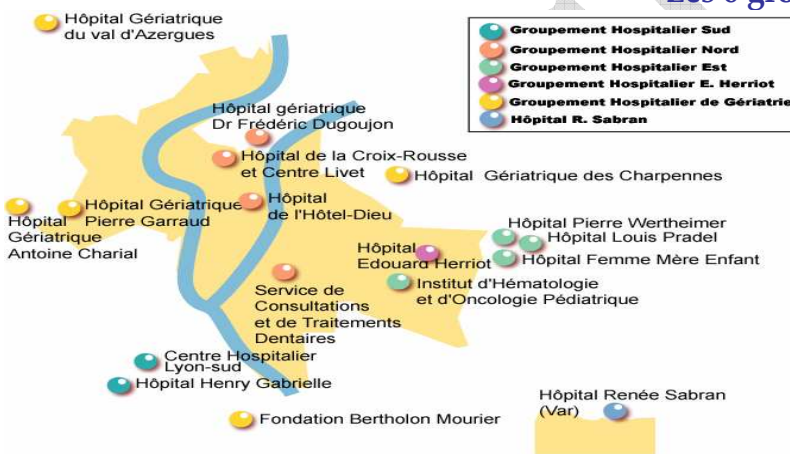 Les 6 gro
Hôpital Gériatrique
du val d'Azergues
Groupement Hospitalier Sud
Groupement Hospitalier Nord
Groupement Hospitalier Est
Groupement Hospitalier E. Herriot
Groupement Hospitalier de Gériatrie
Hôpital R. Sabran
Hôpital gériatrique
Dr Frédéric Dugoujon
Hôpital de la Croix-Rousse
et Centre Livet
Hôpital Gériatrique des Charpennes
Hôpital
Gériatrique
Antoine Charial
Hôpital Gériatrique
Pierre Garraud
Hôpital
de l'Hôtel-Dieu
Hôpital Pierre Wertheimer
Hôpital Louis Pradel
Hôpital Femme Mère Enfant
Hôpital
Edouard Herriot
Institut d'Hématologie
et d'Oncologie Pédiatrique
Service de
Consultations
et de Traitements
Dentaires
Centre Hospitalier
Lyon-sud
Hôpital Henry Gabrielle
Fondation Bertholon Mourier
Hôpital Renée Sabran
(Var)